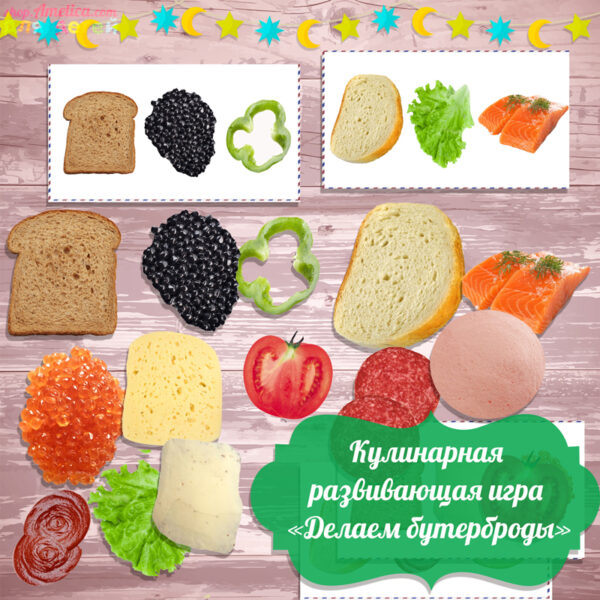 Кулинарная
развивающая игра
«Делаем бутерброды»